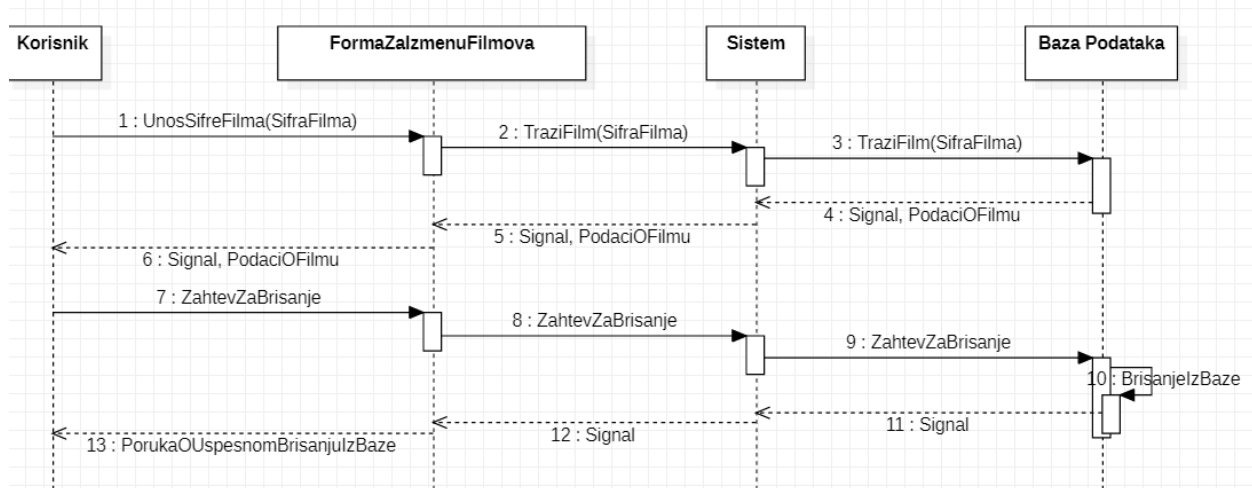 Korisnik
FormaZaIzmenuFilmova
Sistem
Baza Podataka
1 : UnosSifreFilma(SifraFilma)
2 : TraziFilm(SifraFilma)
3 : TraziFilm(SifraFilma)
4 : Signal, PodaciOFilmu
5 : Signal, PodaciOFilmu
6 : Signal, PodaciOFilmu
7 : ZahtevZaBrisanje
8 : ZahtevZaBrisanje
9 : ZahtevZaBrisanje
10 : BrisanjeIzBaze
11 : Signal
12 : Signal
13 : PorukaOUspesnomBrisanjuIzBaze